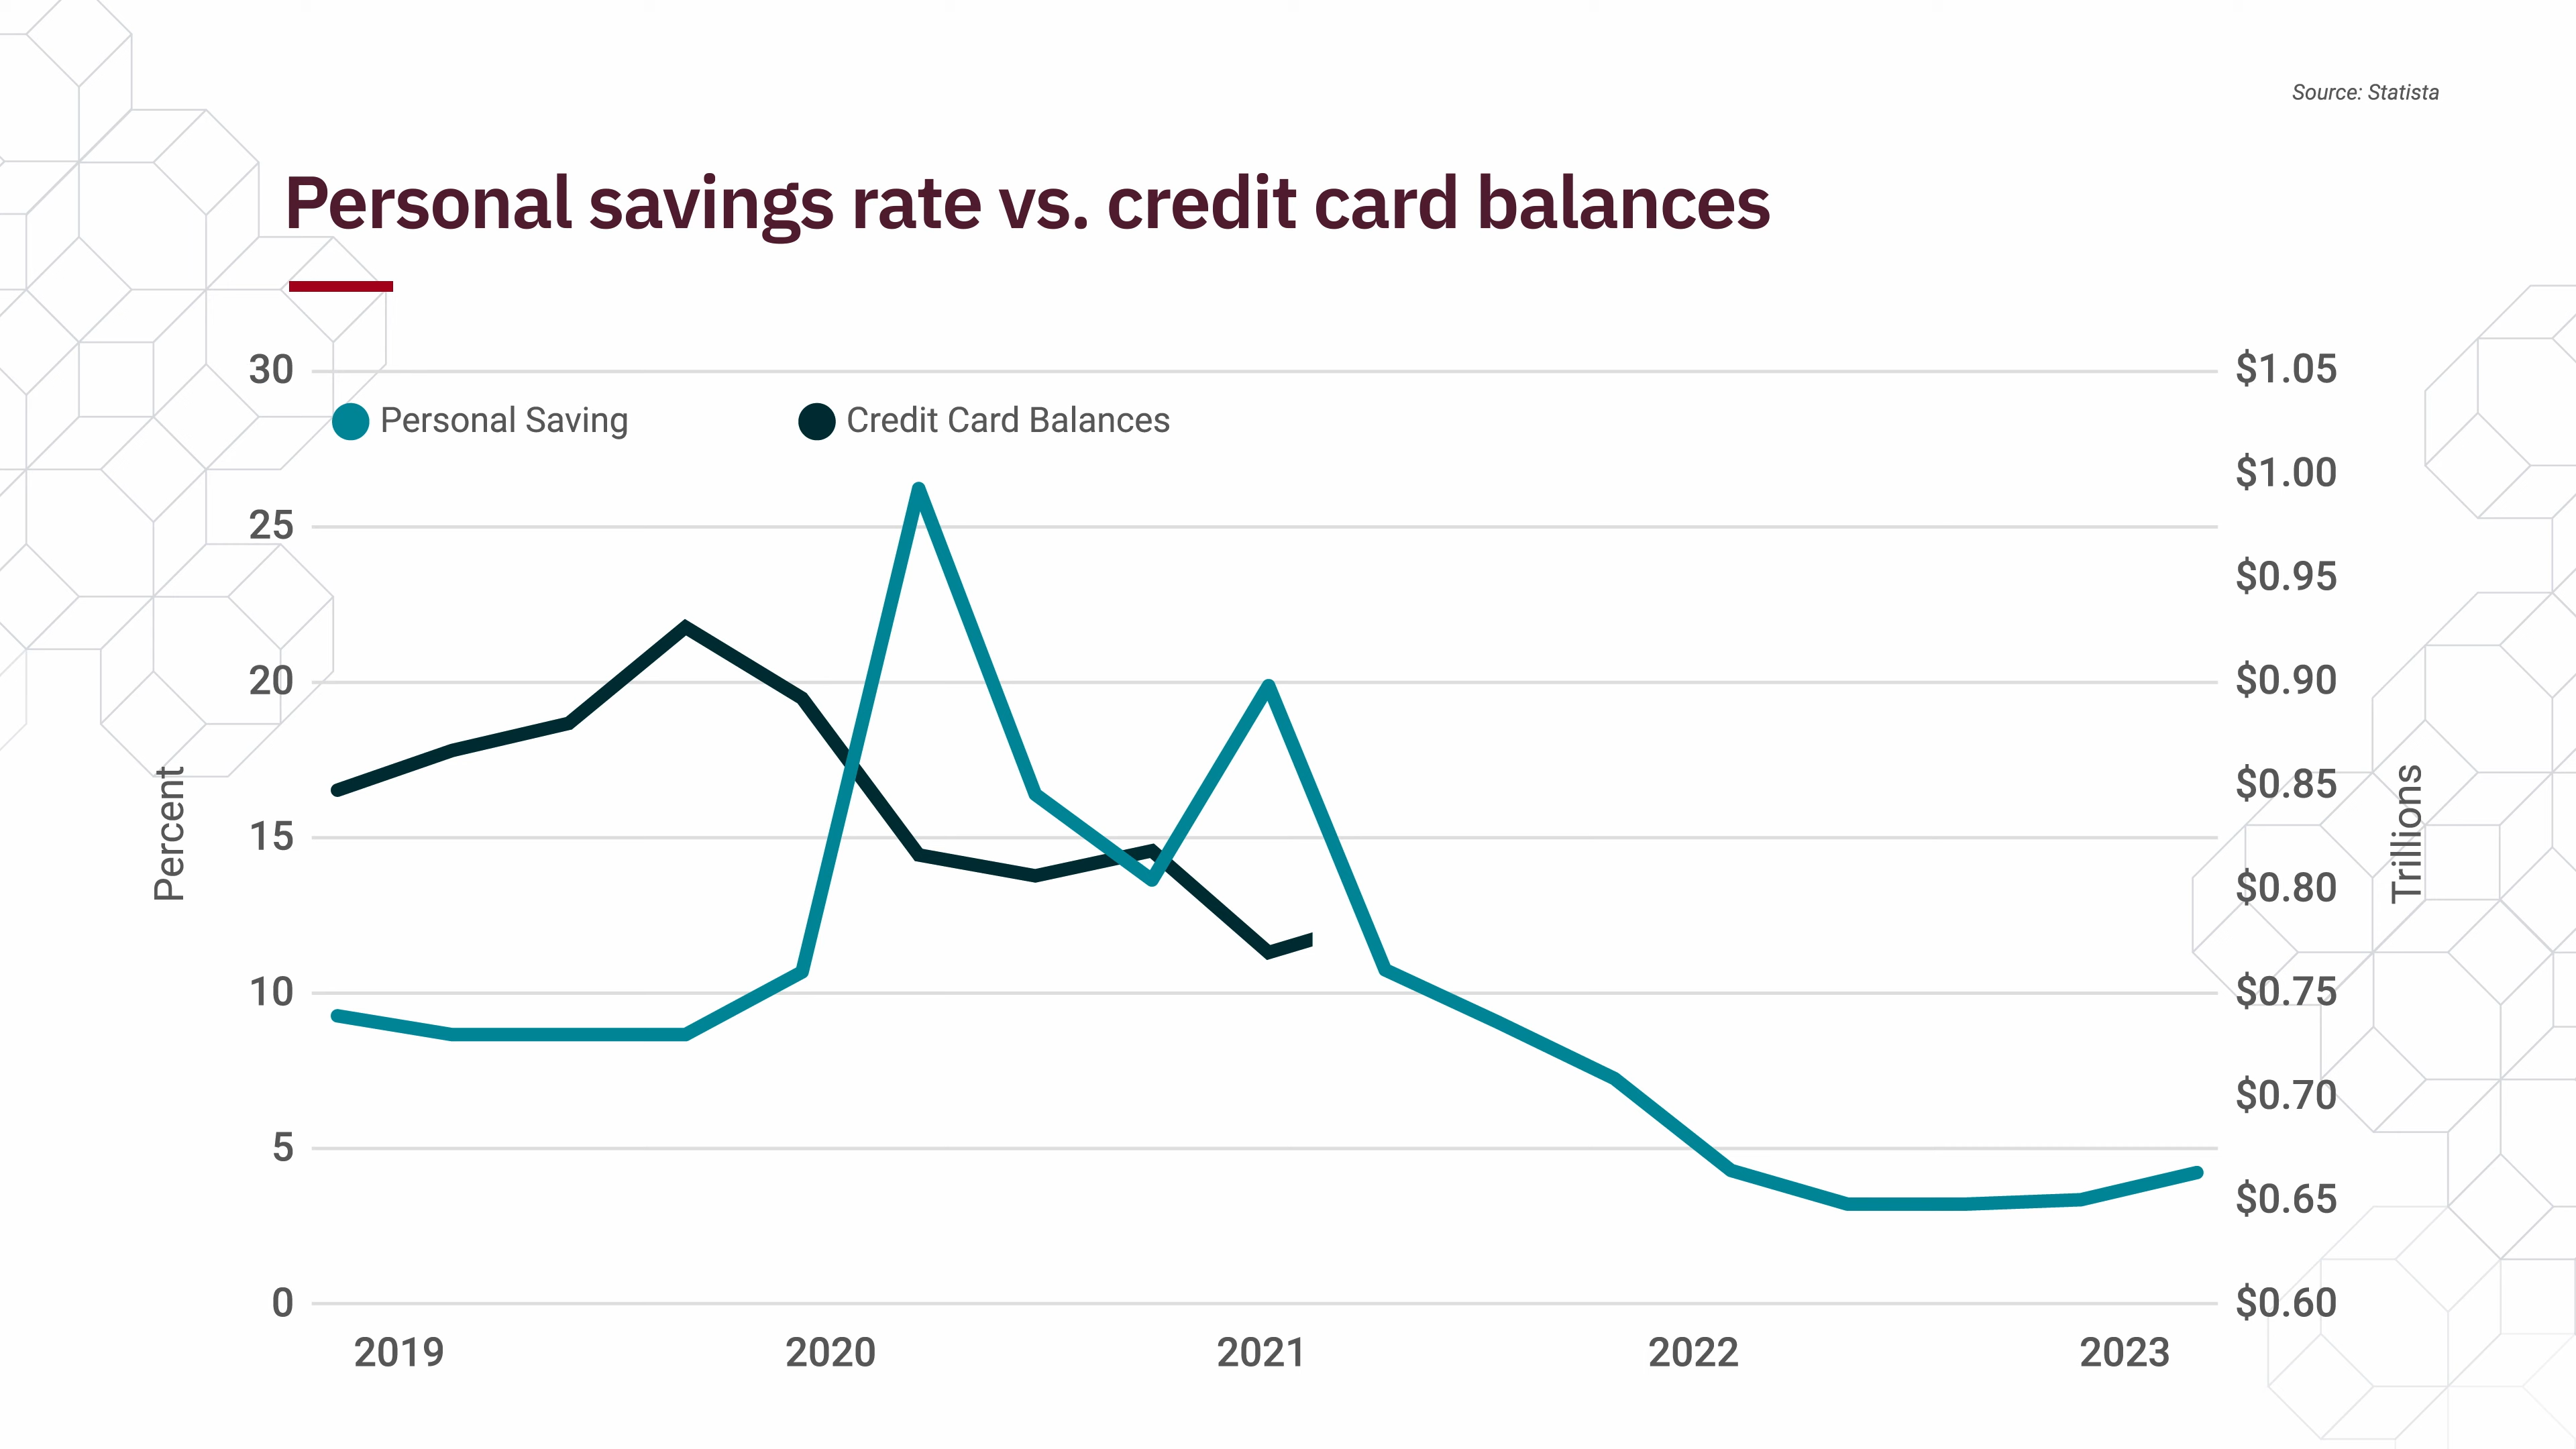 Source: Statista
Personal savings rate vs. credit card balances
30
25
20
15
10
5
0
Percent
Personal Saving
Credit Card Balances
$1.05
$1.00
$0.95
$0.90
$0.85
$0.80
$0.75
$0.70
$0.65
$0.60
Trillions
2019 2020 2021 2022 2023